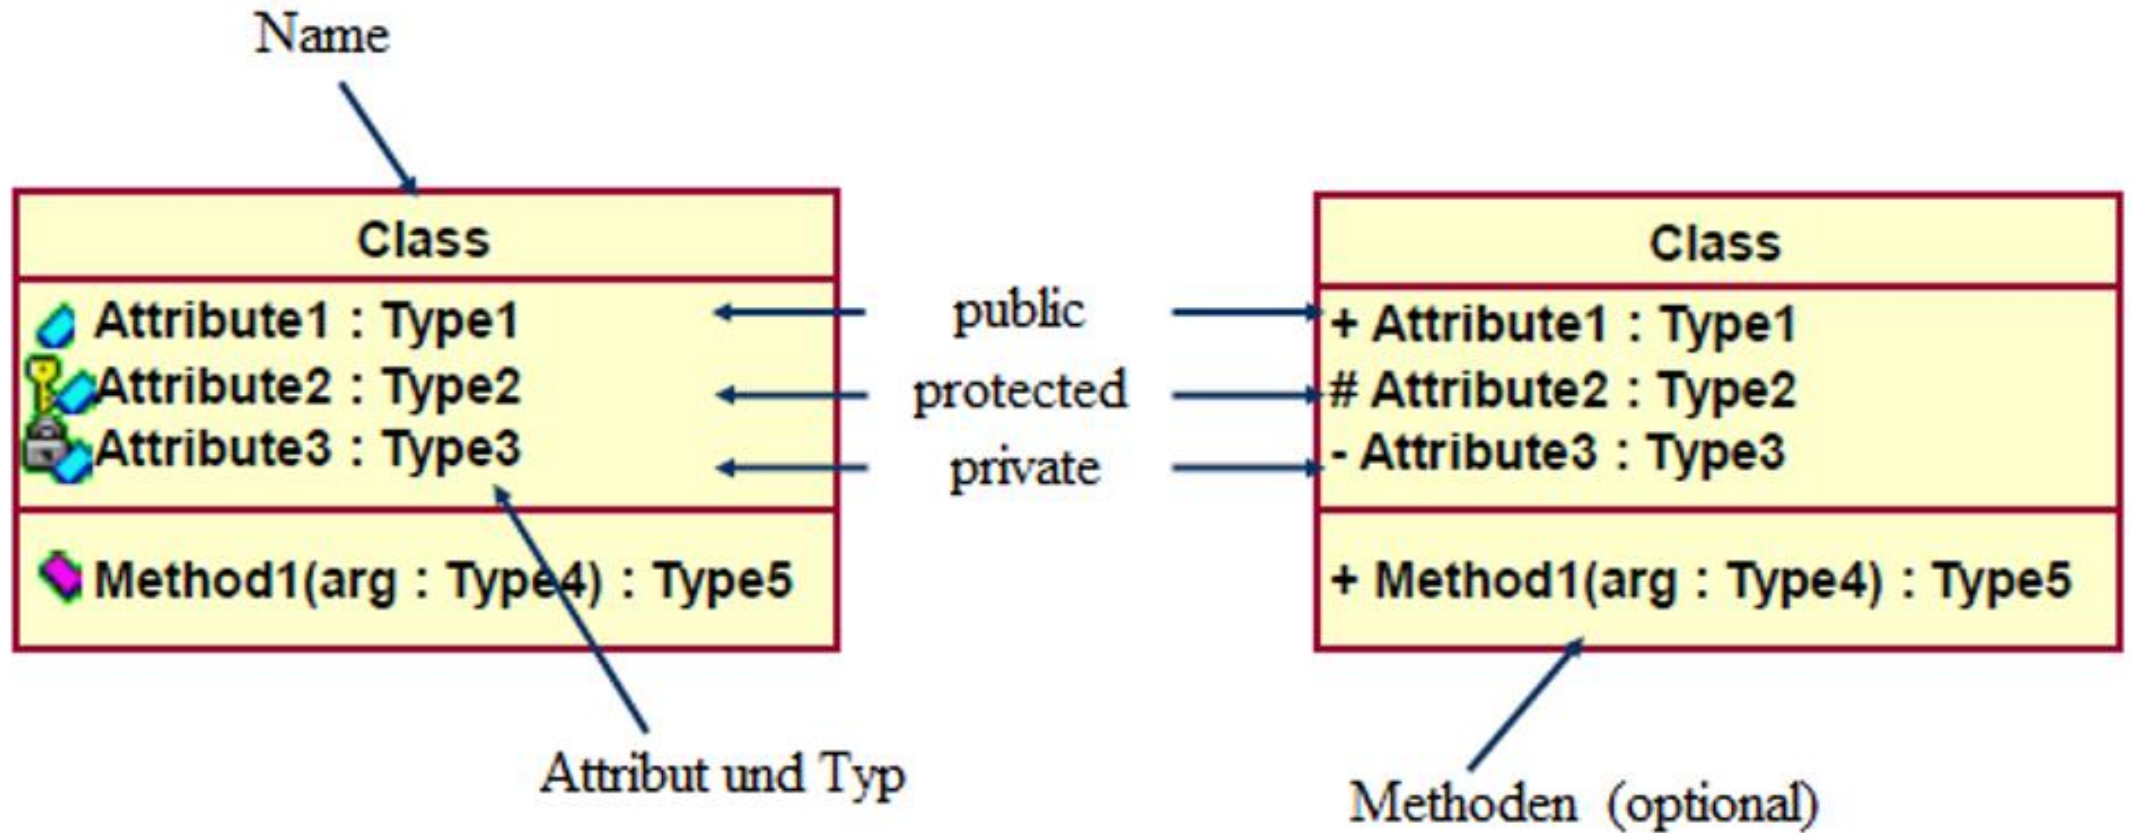 Name
Class
Attribute1 : Type1
Attribute2 : Type2
Attribute3 : Type3
Method1(arg : Type4) : Type5
public
protected
private
Class
+ Attribute1 : Type1
# Attribute2 : Type2
- Attribute3 : Type3
+ Method1(arg : Type4) : Type5
Attribut und Typ
Methoden (optional)